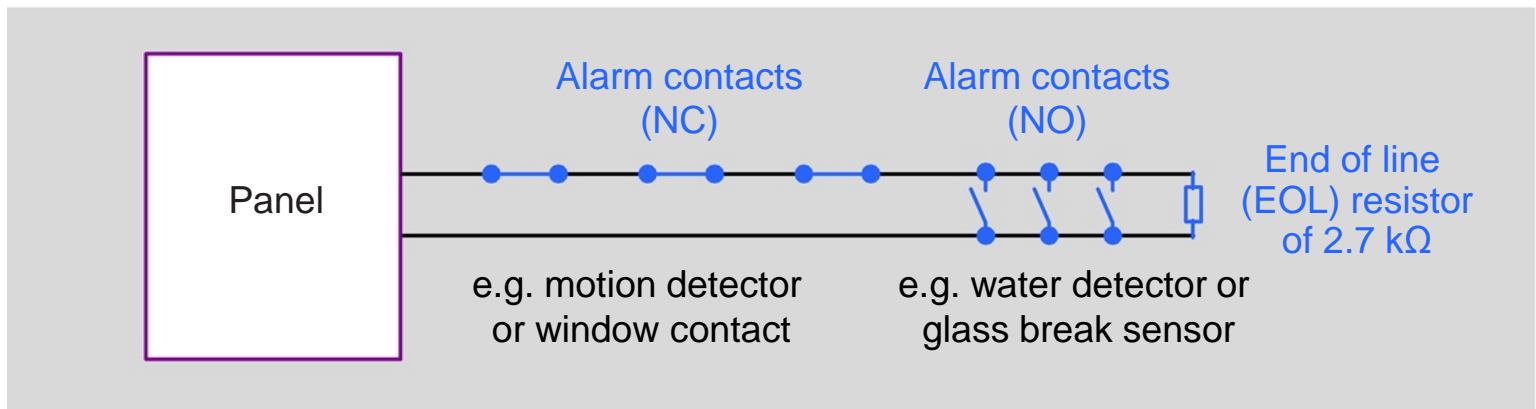 Panel
Alarm contacts
(NC)
Alarm contacts
(NO)
End of line
(EOL) resistor
of 2.7 kΩ
e.g. motion detector
or window contact
e.g. water detector or
glass break sensor